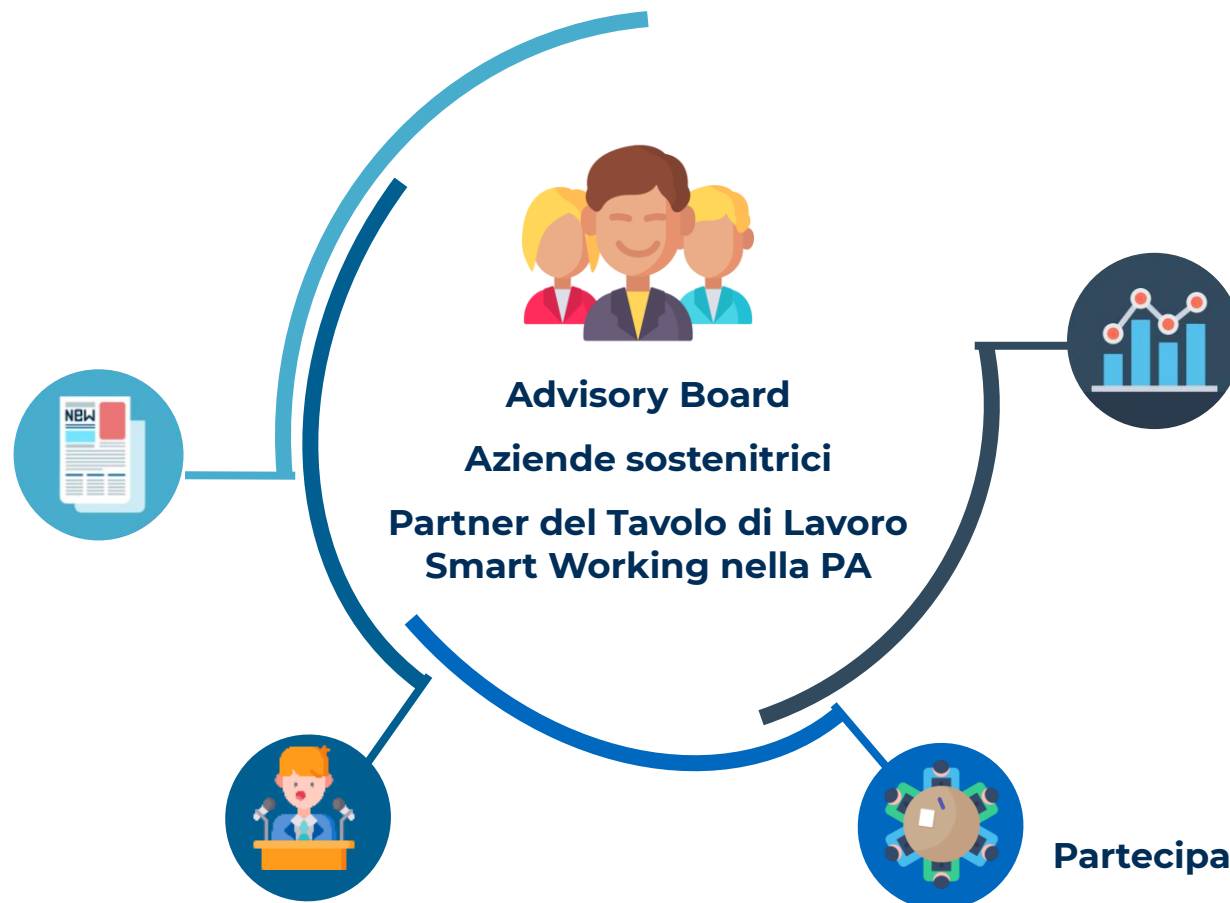 NEW
Advisory Board
Aziende sostenitrici
Partner del Tavolo di Lavoro
Smart Working nella PA
Partecipa